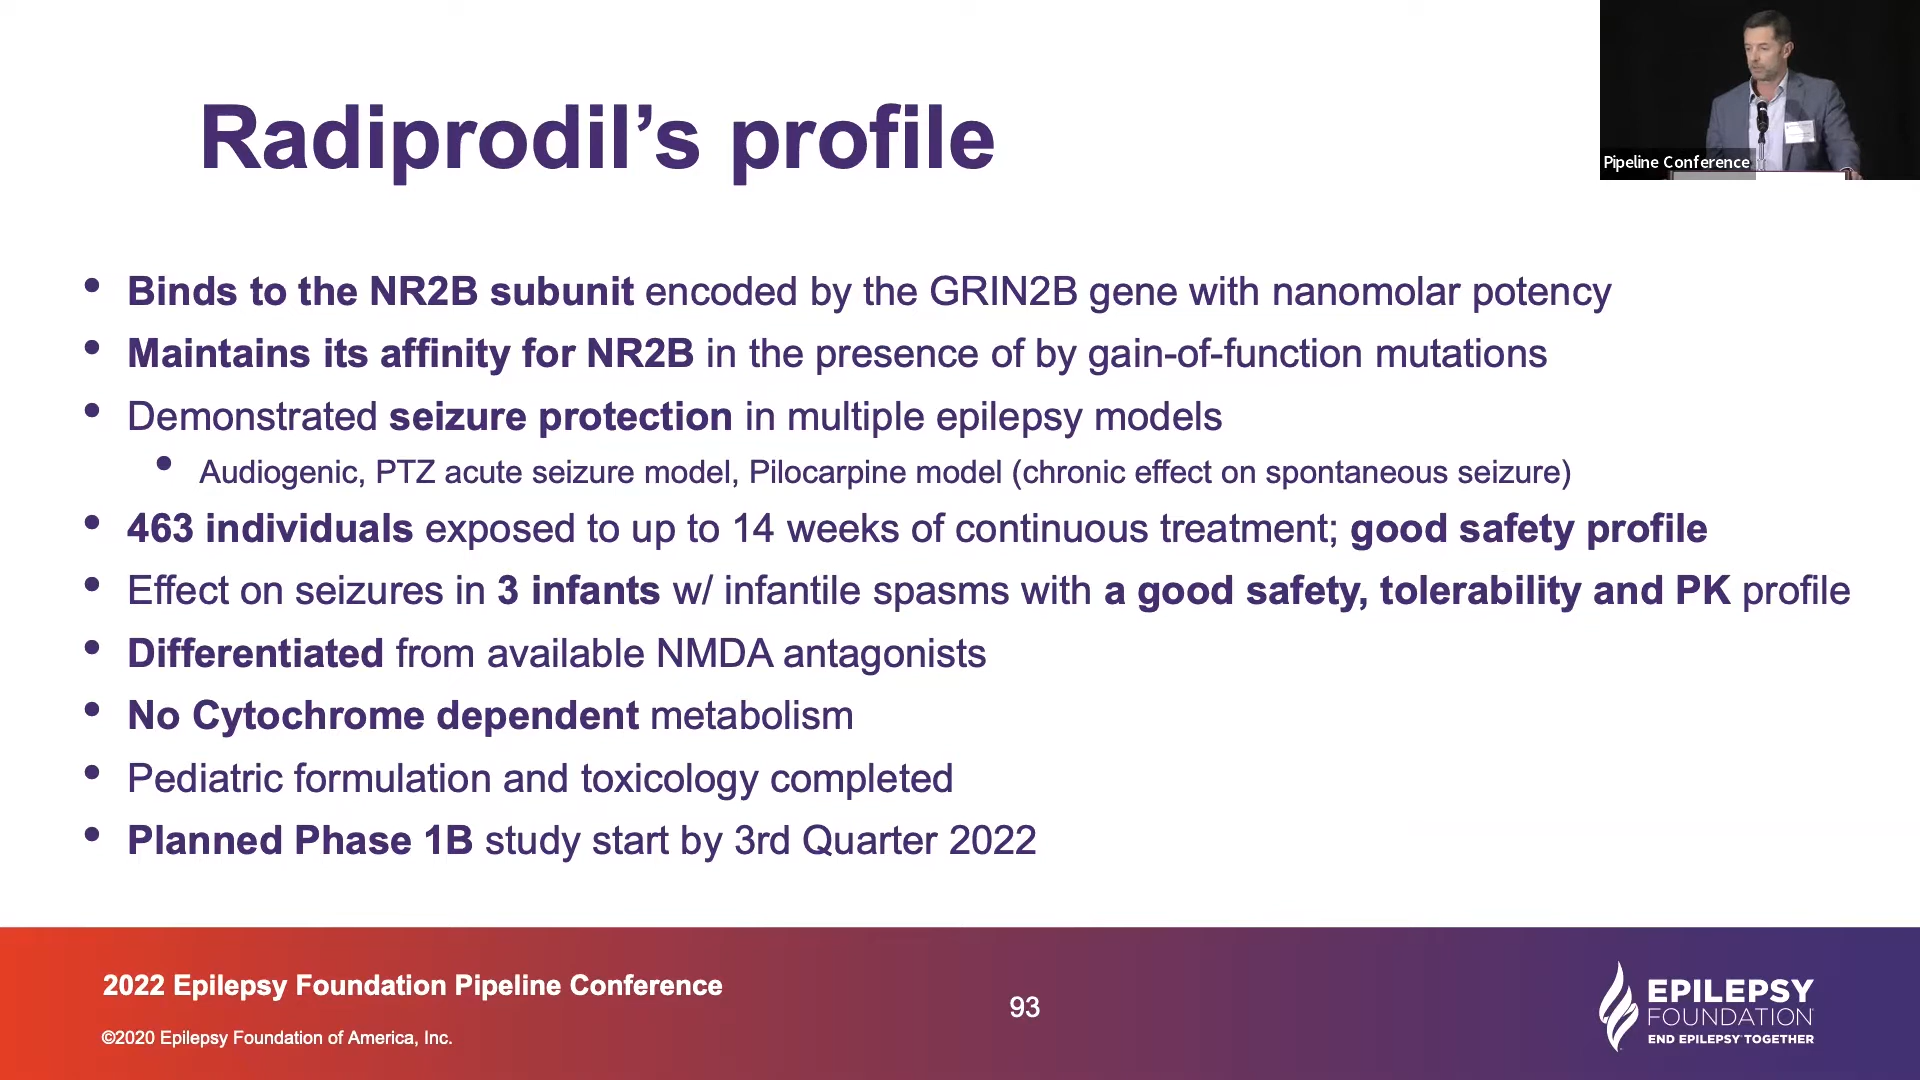 Radiprodil's profile
Pipeline Conference
• Binds to the NR2B subunit encoded by the GRIN2B gene with nanomolar potency
• Maintains its affinity for NR2B in the presence of by gain-of-function mutations
• Demonstrated seizure protection in multiple epilepsy models
• Audiogenic, PTZ acute seizure model, Pilocarpine model (chronic effect on spontaneous seizure)
• 463 individuals exposed to up to 14 weeks of continuous treatment; good safety profile
• Effect on seizures in 3 infants w/ infantile spasms with a good safety, tolerability and PK profile
• Differentiated from available NMDA antagonists
• No Cytochrome dependent metabolism
• Pediatric formulation and toxicology completed
• Planned Phase 1B study start by 3rd Quarter 2022
2022 Epilepsy Foundation Pipeline Conference
©2020 Epilepsy Foundation of America, Inc.
93
EPILEPSY
FOUNDATION
END EPILEPSY TOGETHER